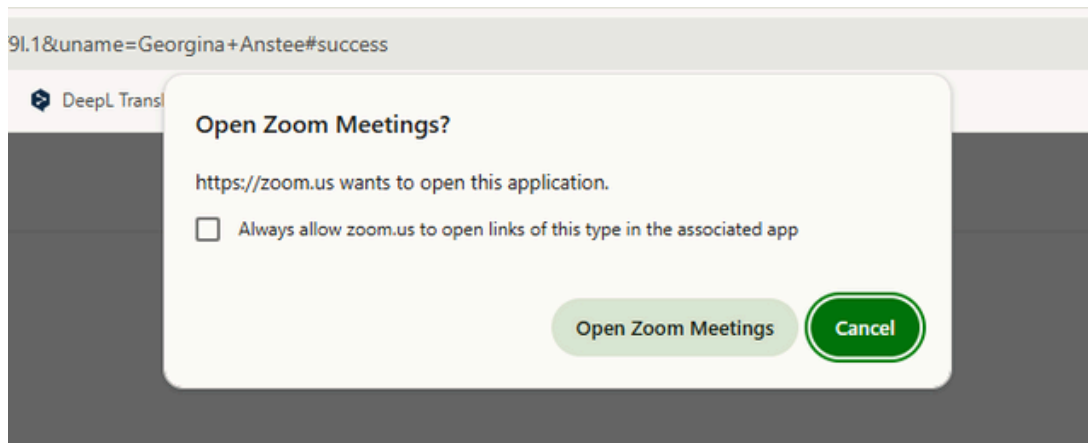 9l.1&uname=Georgina+Anstee#success
DeepL Transl
Open Zoom Meetings?
https://zoom.us wants to open this application.
Always allow zoom.us to open links of this type in the associated app
Open Zoom Meetings Cancel